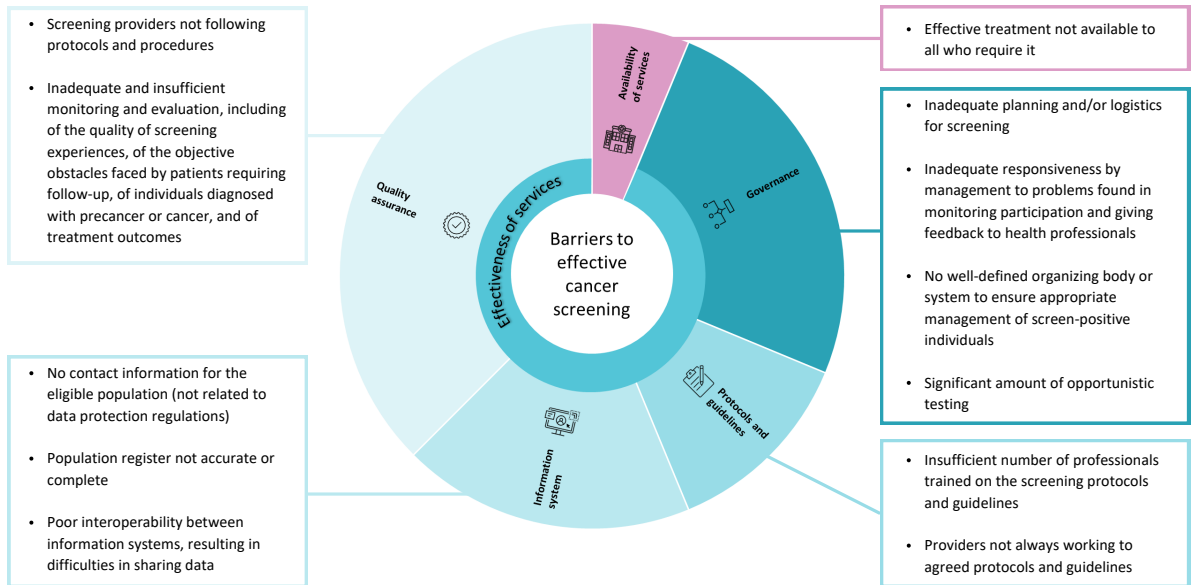 • Screening providers not following
protocols and procedures
• Inadequate and insufficient
monitoring and evaluation, including
of the quality of screening
experiences, of the objective
obstacles faced by patients requiring
follow-up, of individuals diagnosed
with precancer or cancer, and of
treatment outcomes
• No contact information for the
eligible population (not related to
data protection regulations)
• Population register not accurate or
complete
• Poor interoperability between
information systems, resulting in
difficulties in sharing data
Barriers to
effective
cancer
screening
Effectiveness of services
Quality
assurance
Availability
of services
Governance
Protocols and
guidelines
Information
system
• Effective treatment not available to
all who require it
• Inadequate planning and/or logistics
for screening
• Inadequate responsiveness by
management to problems found in
monitoring participation and giving
feedback to health professionals
• No well-defined organizing body or
system to ensure appropriate
management of screen-positive
individuals
• Significant amount of opportunistic
testing
• Insufficient number of professionals
trained on the screening protocols
and guidelines
• Providers not always working to
agreed protocols and guidelines